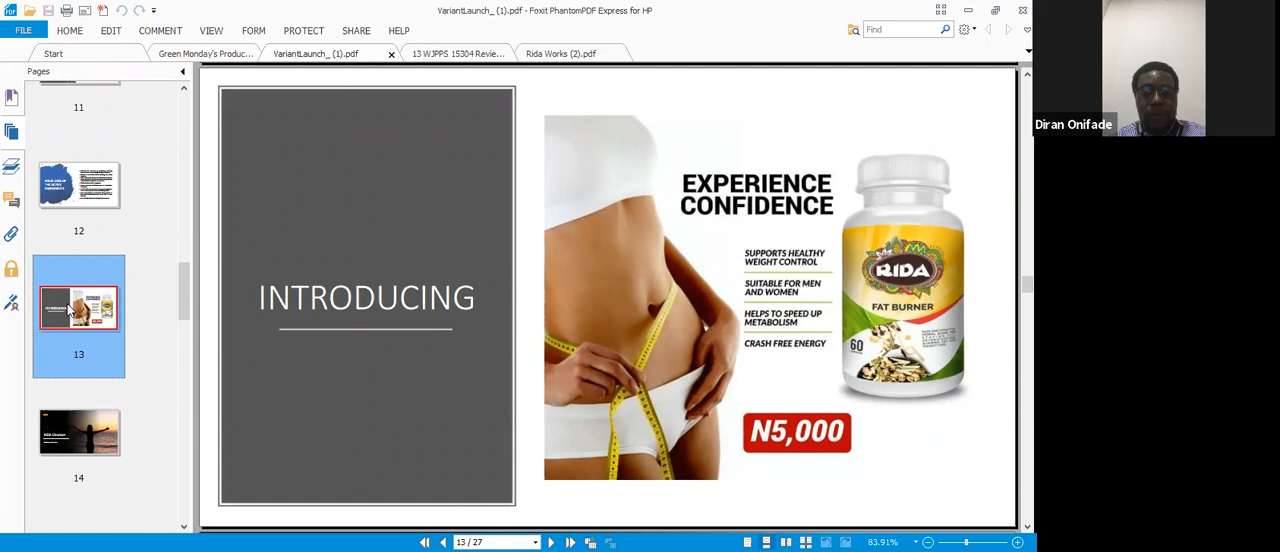 VariantLaunch_ (1).pdf - Foxit PhantomPDF Express for HP
FILE HOME EDIT COMMENT VIEW FORM PROTECT SHARE HELP
Find
Start Green Monday's Produc... VariantLaunch_ (1).pdf 13 WJPPS 15304 Revie... Rida Works (2).pdf
Pages
11
12
13
14
INTRODUCING
EXPERIENCE
CONFIDENCE
SUPPORTS HEALTHY
WEIGHT CONTROL
SUITABLE FOR MEN
AND WOMEN
HELPS TO SPEED UP
METABOLISM
CRASH FREE ENERGY
N5,000
RIDA
FAT BURNER
60
13 / 27
83.91%
Diran Onifade